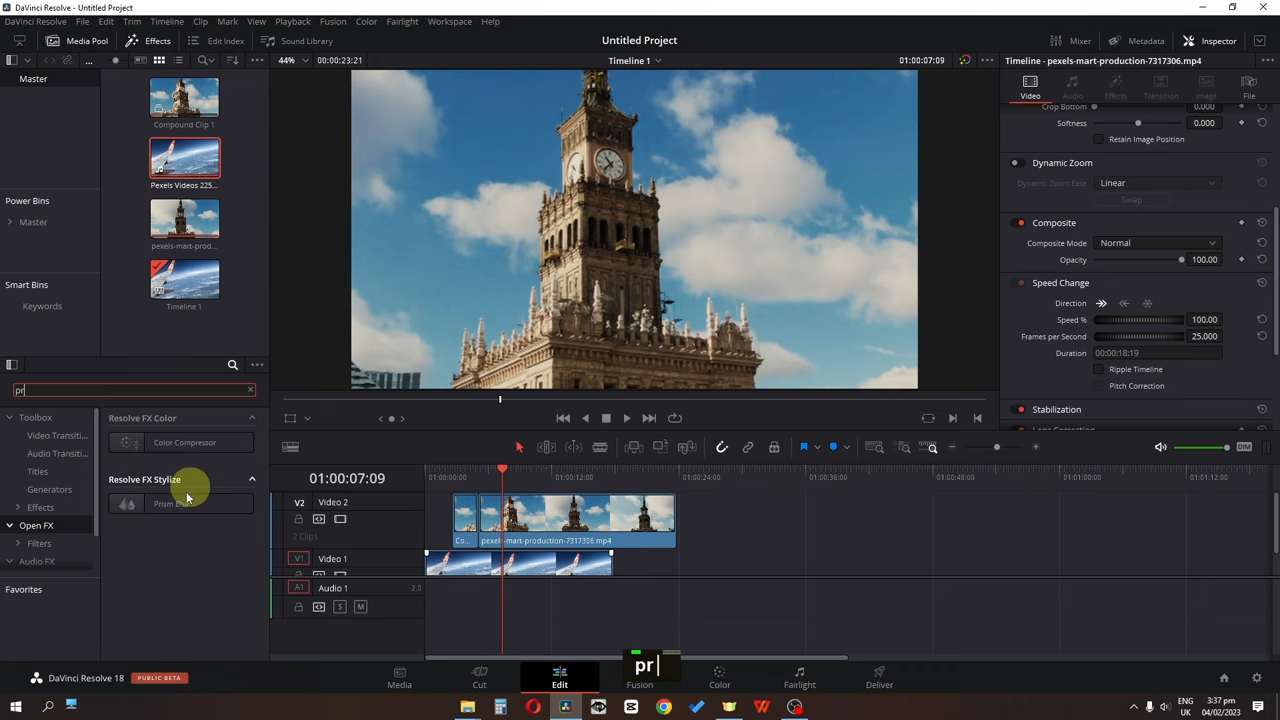 DaVinci Resolve - Untitled Project
DaVinci Resolve File Edit Trim Timeline Clip Mark View Playback Fusion Color Fairlight Workspace Help
Media Pool Effects Edit Index Sound Library Untitled Project Mixer Metadata Inspector
... 44% 00:00:23:21 Timeline 1 01:00:07:09 Timeline - pexels-mart-production-7317306.mp4
Master
Video Audio Effects Transition Image File
Compound Clip 1
Pexels Videos 225...
pexels-mart-prod...
Timeline 1
Power Bins
Master
Smart Bins
Keywords
Crop Bottom 0.000
Softness 0.000
Retain Image Position
Dynamic Zoom
Dynamic Zoom Ease Linear
Swap
Composite
Composite Mode Normal
Opacity 100.00
Speed Change
Direction
Speed % 100.00
Frames per Second 25.000
Duration 00:00:18:19
Ripple Timeline
Pitch Correction
Stabilization
pr
Toolbox
Video Transiti...
Audio Transiti...
Titles
Generators
Effects
Open FX
Filters
Audio FX
Favorites
Resolve FX Color
Color Compressor
Resolve FX Stylize
Prism
DIM
01:00:07:09 01:00:00:00 01:00:12:00 01:00:24:00 01:00:36:00 01:00:48:00 01:01:00:00 01:01:12:00
V2 Video 2
2 Clips
Co... pexels-mart-production-7317306.mp4
V1 Video 1
A1 Audio 1 2.0
S M
pr
DaVinci Resolve 18 PUBLIC BETA
Media Cut Edit Fusion Color Fairlight Deliver
ENG
UK
3:37 pm
04/02/2023